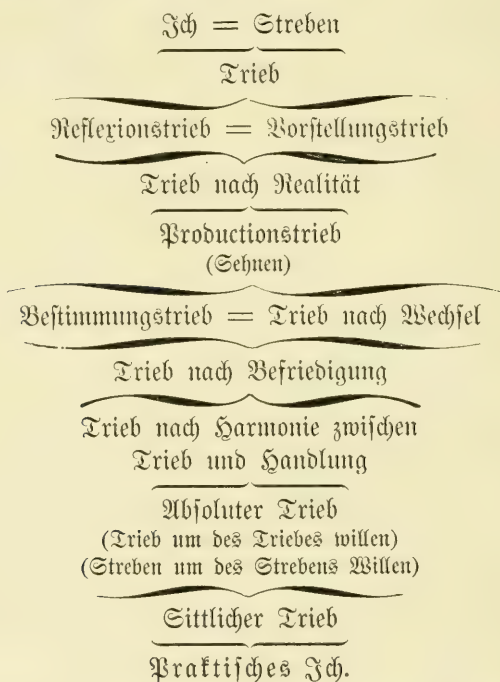 Ich = Streben
Trieb
Reflexionstrieb = Vorstellungstrieb
Trieb nach Realität
Productionstrieb
(Sehnen)
Bestimmungstrieb = Trieb nach Wechsel
Trieb nach Befriedigung
Trieb nach Harmonie zwischen
Trieb und Handlung
Absoluter Trieb
(Trieb um des Triebes willen)
(Streben um des Strebens Willen)
Sittlicher Trieb
Praktisches Ich.